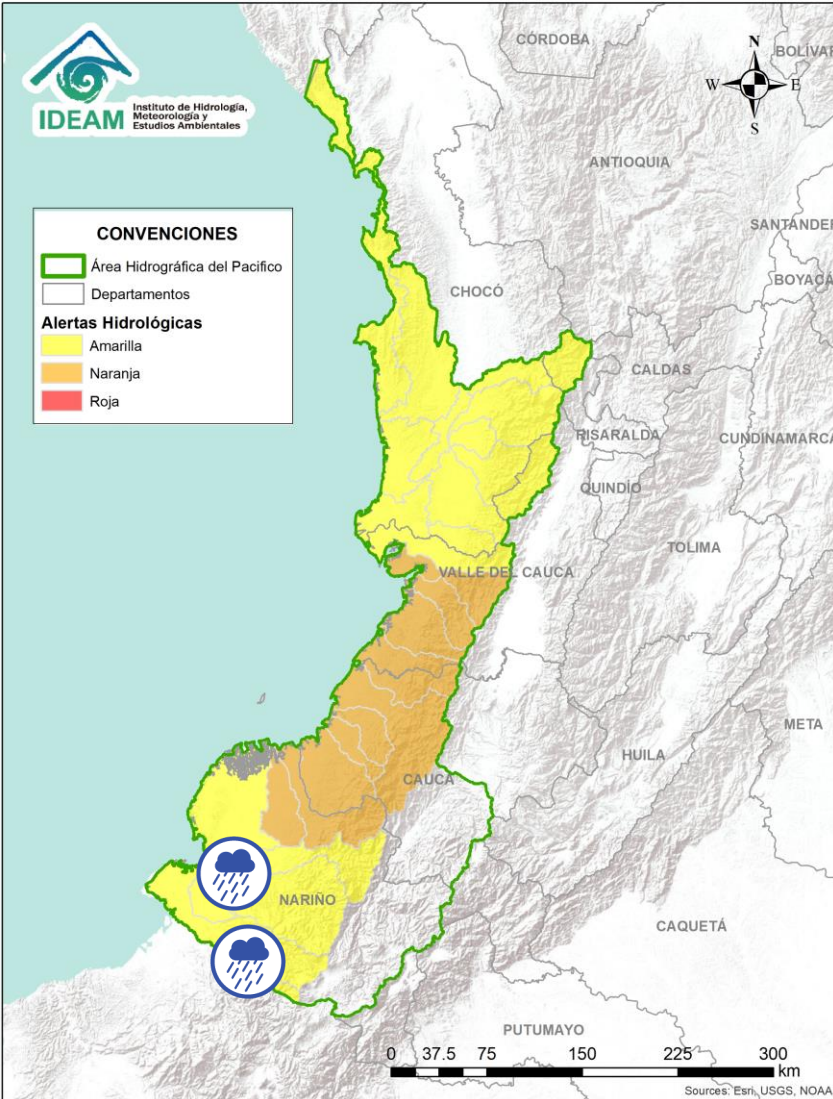 IDEAM
Instituto de Hidrología,
Meteorología y
Estudios Ambientales
CONVENCIONES
Área Hidrográfica del Pacifico
Departamentos
Alertas Hidrológicas
Amarilla
Naranja
Roja
N
W
E
S
CÓRDOBA
BOLÍVAR
ANTIOQUIA
SANTANDER
BOYACÁ
CHOCÓ
CALDAS
RISARALDA
CUNDINAMARCA
QUINDÍO
TOLIMA
VALLE DEL CAUCA
META
HUILA
CAUCA
NARIÑO
CAQUETÁ
PUTUMAYO
0 37.5 75 150 225 300
km
Sources: Esri, USGS, NOAA